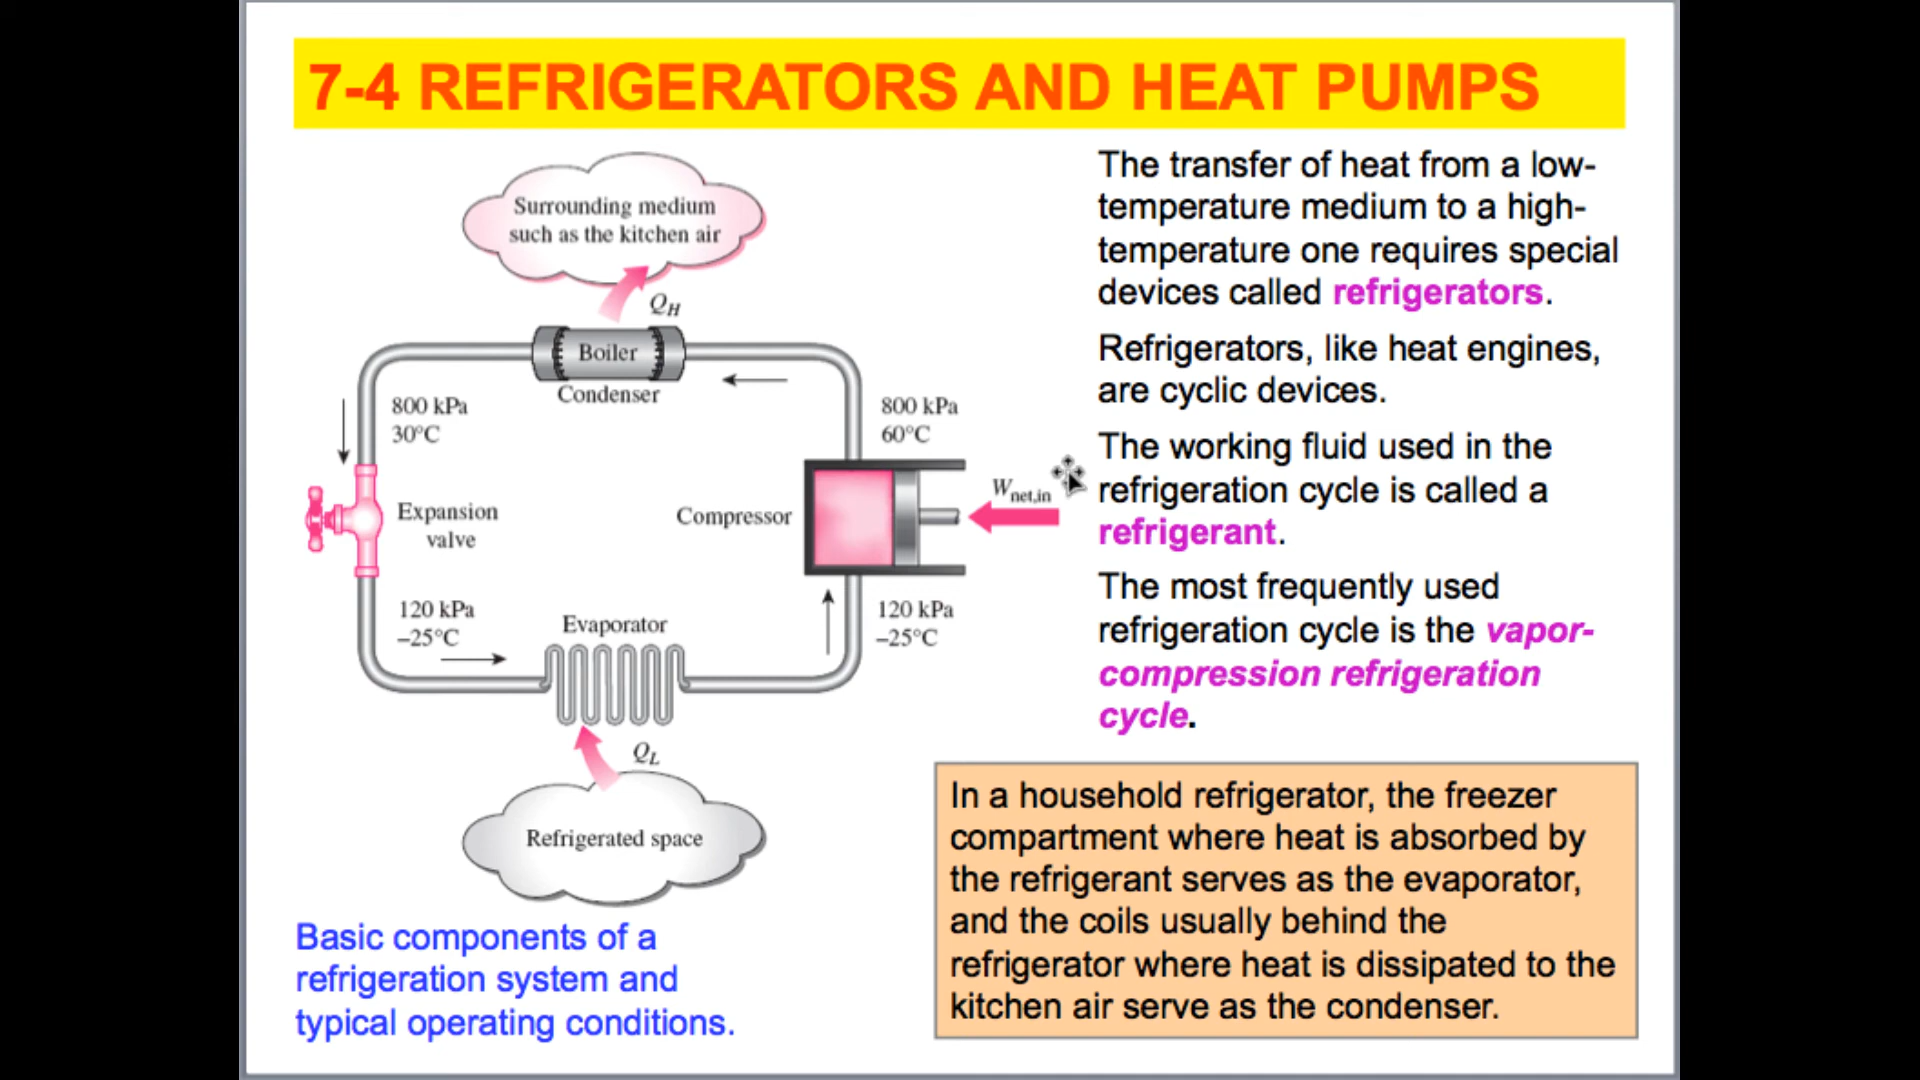 7-4 REFRIGERATORS AND HEAT PUMPS
Surrounding medium
such as the kitchen air
QH
Boiler
Condenser
800 kPa
30°C
800 kPa
60°C
Expansion
valve
Compressor
Wnet,in
120 kPa
–25°C
Evaporator
120 kPa
–25°C
QL
Refrigerated space
Basic components of a
refrigeration system and
typical operating conditions.
The transfer of heat from a low-
temperature medium to a high-
temperature one requires special
devices called refrigerators.
Refrigerators, like heat engines,
are cyclic devices.
The working fluid used in the
refrigeration cycle is called a
refrigerant.
The most frequently used
refrigeration cycle is the vapor-
compression refrigeration
cycle.
In a household refrigerator, the freezer
compartment where heat is absorbed by
the refrigerant serves as the evaporator,
and the coils usually behind the
refrigerator where heat is dissipated to the
kitchen air serve as the condenser.